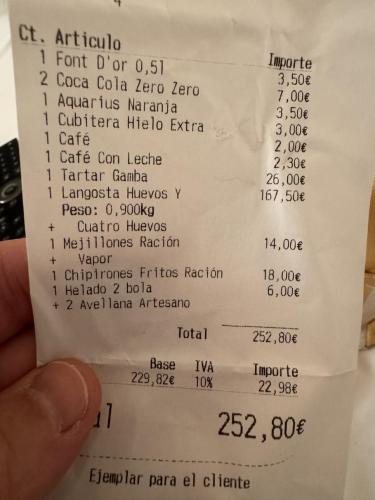 Ct. Artículo Importe
1 Font D'or 0,5l 3,50€
2 Coca Cola Zero Zero 7,00€
1 Aquarius Naranja 3,50€
1 Cubitera Hielo Extra 3,00€
1 Café 2,00€
1 Café Con Leche 2,30€
1 Tartar Gamba 26,00€
1 Langosta Huevos Y 167,50€
Peso: 0,900kg
+ Cuatro Huevos
1 Mejillones Ración 14,00€
+ Vapor
1 Chipirones Fritos Ración 18,00€
1 Helado 2 bola 6,00€
+ 2 Avellana Artesano
Total 252,80€
Base IVA Importe
229,82€ 10% 22,98€
252,80€
Ejemplar para el cliente